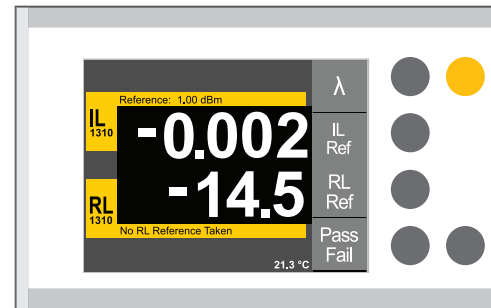 Reference: 1.00 dBm
IL
1310
-0.002
RL
1310
-14.5
No RL Reference Taken
21.3 °C
λ
IL
Ref
RL
Ref
Pass
Fail